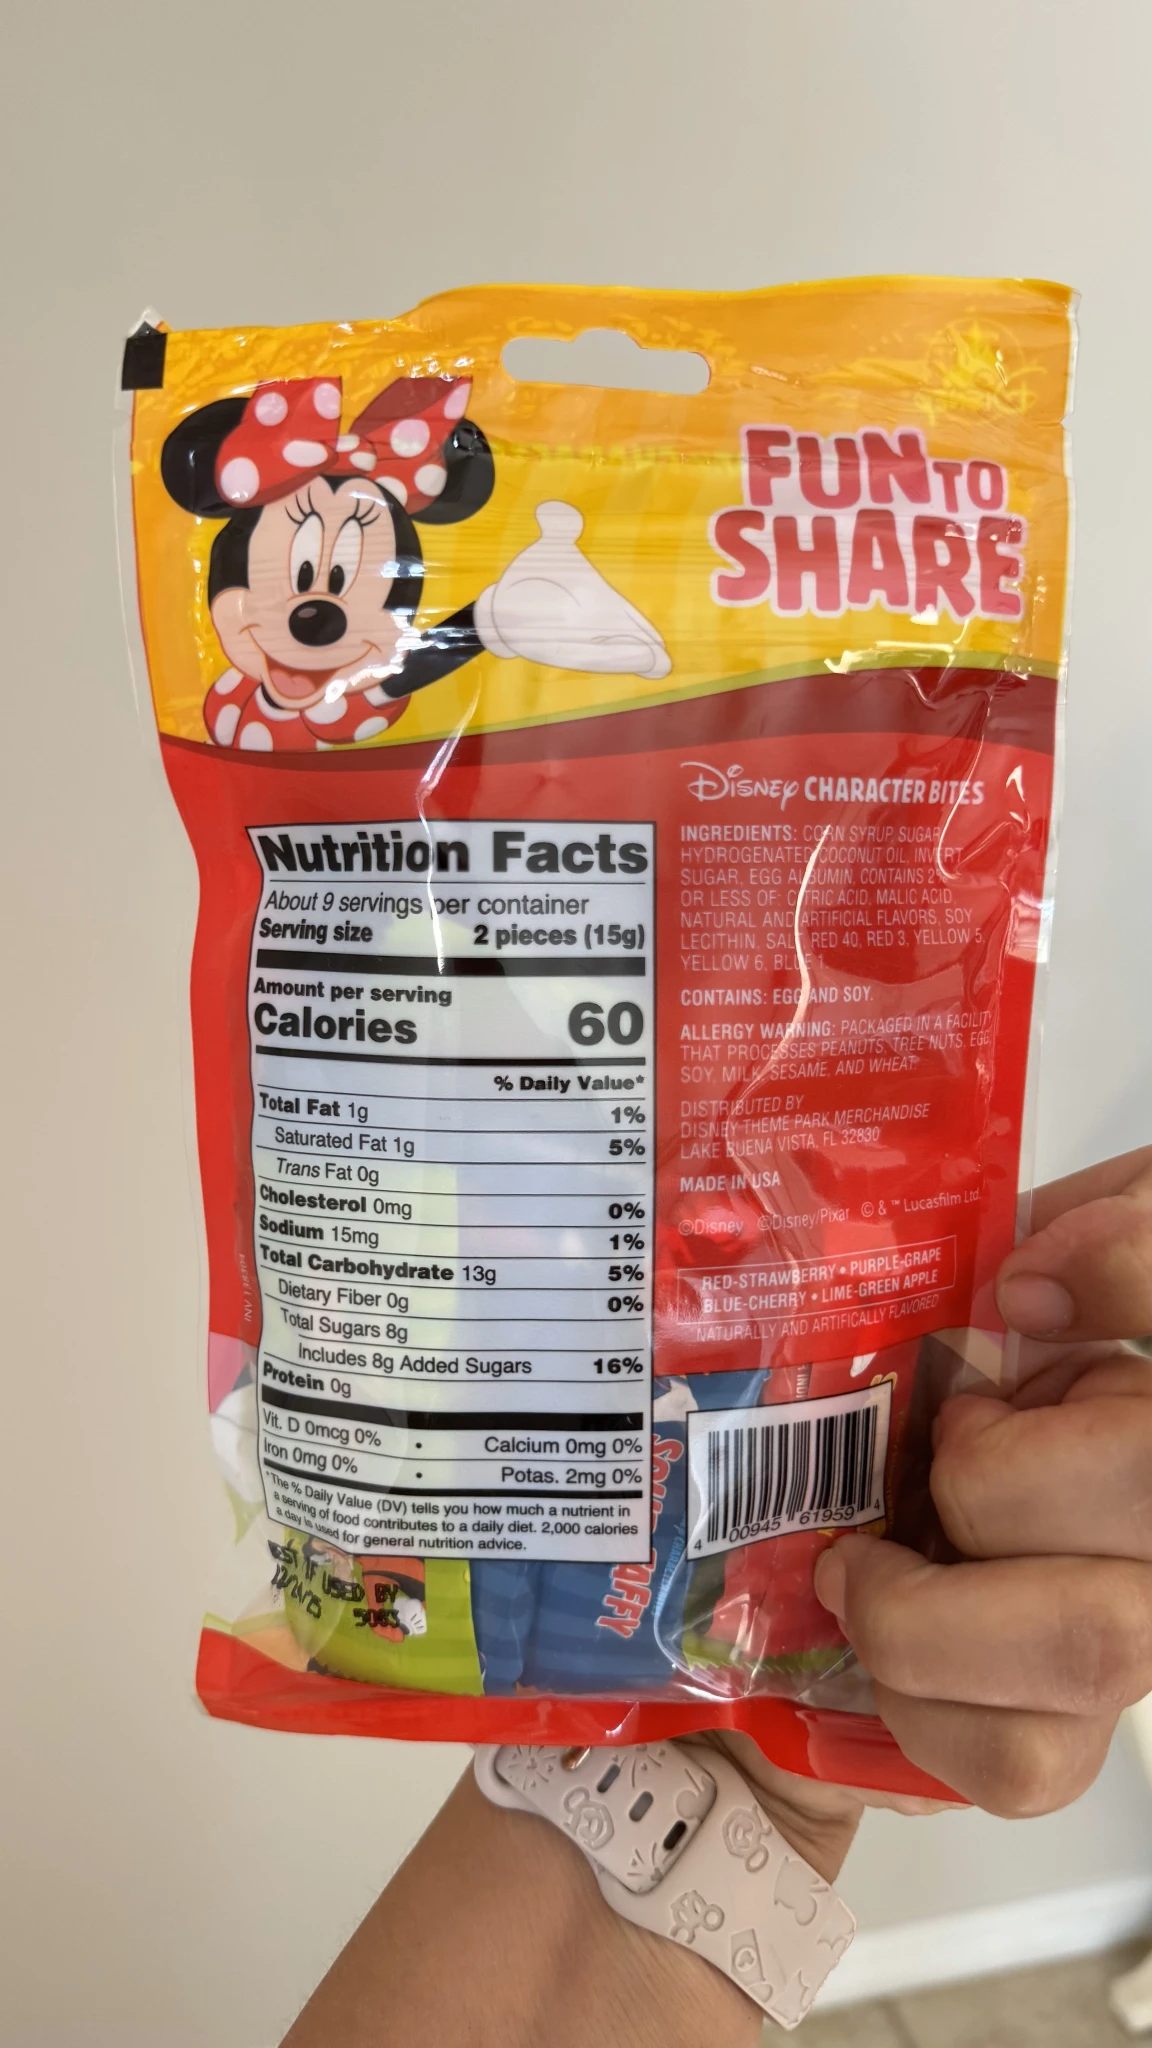 FUN TO
SHARE
Disney CHARACTER BITES
Nutrition Facts
About 9 servings per container
Serving size 2 pieces (15g)
Amount per serving
Calories 60
% Daily Value*
Total Fat 1g 1%
Saturated Fat 1g 5%
Trans Fat 0g
Cholesterol 0mg 0%
Sodium 15mg 1%
Total Carbohydrate 13g 5%
Dietary Fiber 0g 0%
Total Sugars 8g
Includes 8g Added Sugars 16%
Protein 0g
Vit. D 0mcg 0% • Calcium 0mg 0%
Iron 0mg 0% • Potas. 2mg 0%
*The % Daily Value (DV) tells you how much a nutrient in
a serving of food contributes to a daily diet. 2,000 calories
a day is used for general nutrition advice.
INGREDIENTS: CORN SYRUP, SUGAR,
HYDROGENATED COCONUT OIL, INVERT
SUGAR, EGG ALBUMIN, CONTAINS 2%
OR LESS OF: CITRIC ACID, MALIC ACID,
NATURAL AND ARTIFICIAL FLAVORS, SOY
LECITHIN, SALT, RED 40, RED 3, YELLOW 5,
YELLOW 6, BLUE 1.
CONTAINS: EGG AND SOY.
ALLERGY WARNING: PACKAGED IN A FACILITY
THAT PROCESSES PEANUTS, TREE NUTS, EGG,
SOY, MILK, SESAME, AND WHEAT.
DISTRIBUTED BY
DISNEY THEME PARK MERCHANDISE
LAKE BUENA VISTA, FL 32830
MADE IN USA
©Disney ©Disney/Pixar © & ™ Lucasfilm Ltd.
RED-STRAWBERRY • PURPLE-GRAPE
BLUE-CHERRY • LIME-GREEN APPLE
NATURALLY AND ARTIFICIALLY FLAVORED
4 00945 61959 4
BEST IF USED BY
TAFFY